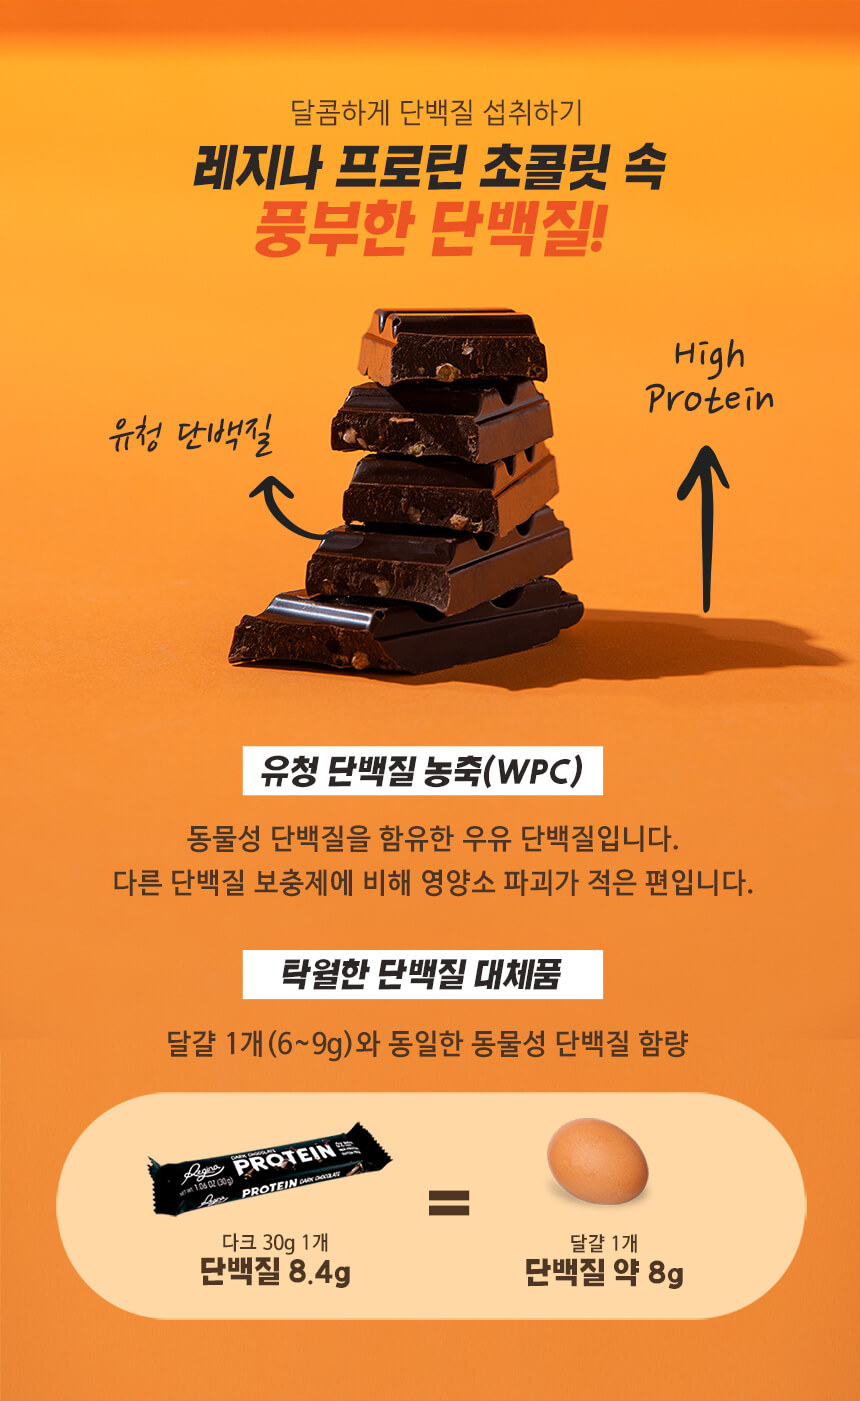 달콤하게 단백질 섭취하기
레지나 프로틴 초콜릿 속
풍부한 단백질!
High
Protein
유청 단백질
유청 단백질 농축(WPC)
동물성 단백질을 함유한 우유 단백질입니다.
다른 단백질 보충제에 비해 영양소 파괴가 적은 편입니다.
탁월한 단백질 대체품
달걀 1개(6~9g)와 동일한 동물성 단백질 함량
Regina
DARK CHOCOLATE
PROTEIN
NET WT. 1.06 OZ (30g)
PROTEIN DARK CHOCOLATE
=
다크 30g 1개
단백질 8.4g
달걀 1개
단백질 약 8g